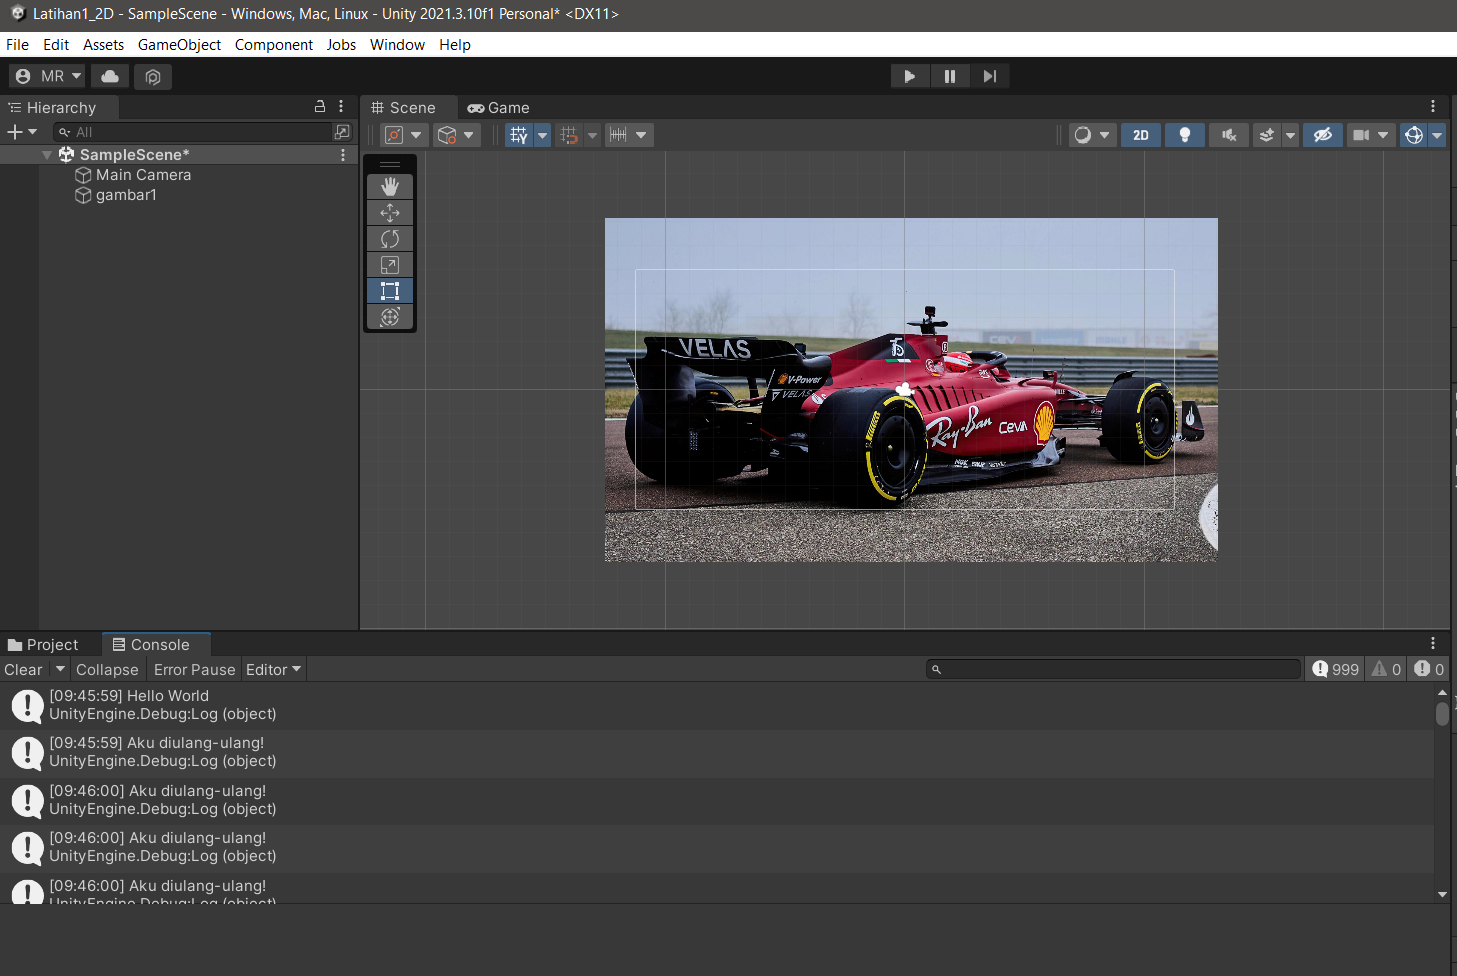 Latihan1_2D - SampleScene - Windows, Mac, Linux - Unity 2021.3.10f1 Personal* <DX11>
File Edit Assets GameObject Component Jobs Window Help
MR
Hierarchy
Scene
Game
All
2D
SampleScene*
Main Camera
gambar1
VELAS
V-Power
VELAS
Ray-Ban
CeVA
Project
Console
Clear
Collapse
Error Pause
Editor
999
0
0
[09:45:59] Hello World
UnityEngine.Debug:Log (object)
[09:45:59] Aku diulang-ulang!
UnityEngine.Debug:Log (object)
[09:46:00] Aku diulang-ulang!
UnityEngine.Debug:Log (object)
[09:46:00] Aku diulang-ulang!
UnityEngine.Debug:Log (object)
[09:46:00] Aku diulang-ulang!
UnityEngine.Debug:Log (object)